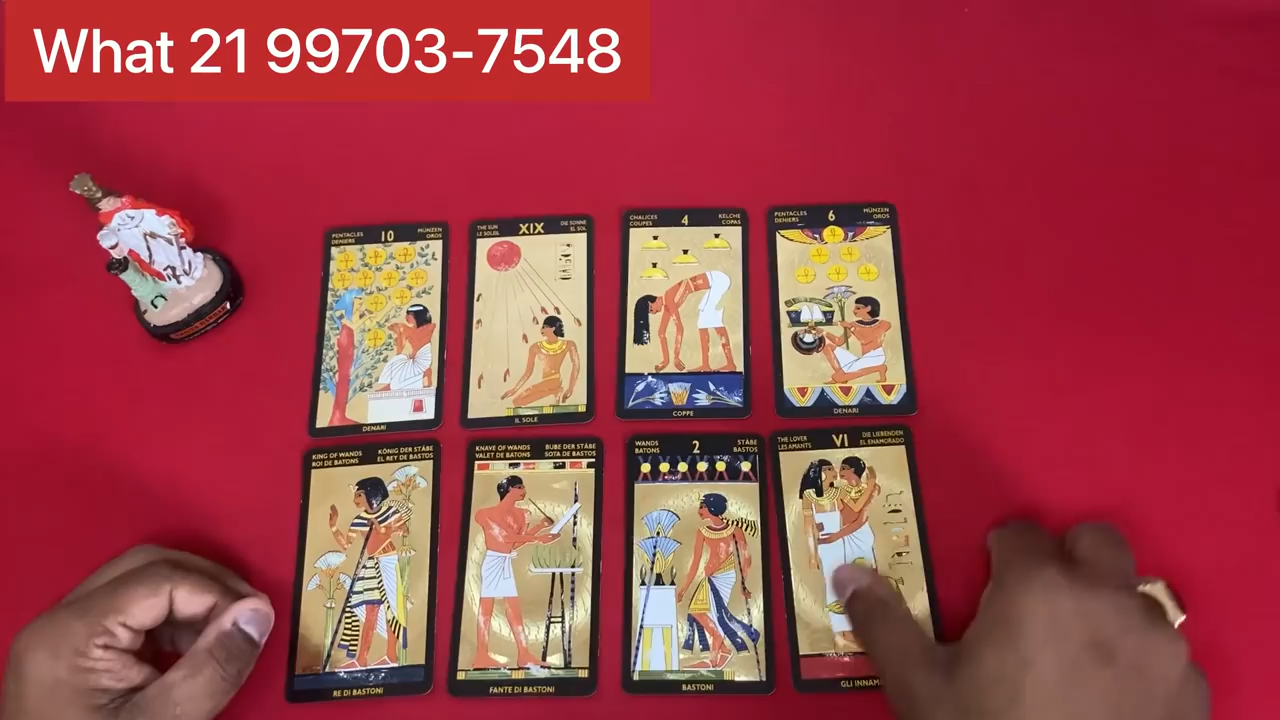 What 21 99703-7548
PENTACLES
DENIERS
10
MÜNZEN
OROS
DENARI
THE SUN
LE SOLEIL
XIX
DIE SONNE
EL SOL
IL SOLE
CHALICES
COUPES
4
KELCHE
COPAS
COPPE
PENTACLES
DENIERS
6
MÜNZEN
OROS
DENARI
KING OF WANDS
ROI DE BATONS
KÖNIG DER STÄBE
EL REY DE BASTOS
RE DI BASTONI
KNAVE OF WANDS
VALET DE BATONS
BUBE DER STÄBE
SOTA DE BASTOS
FANTE DI BASTONI
WANDS
BATONS
2
STÄBE
BASTOS
BASTONI
THE LOVER
LES AMANTS
VI
DIE LIEBENDEN
EL ENAMORADO
GLI INNAM